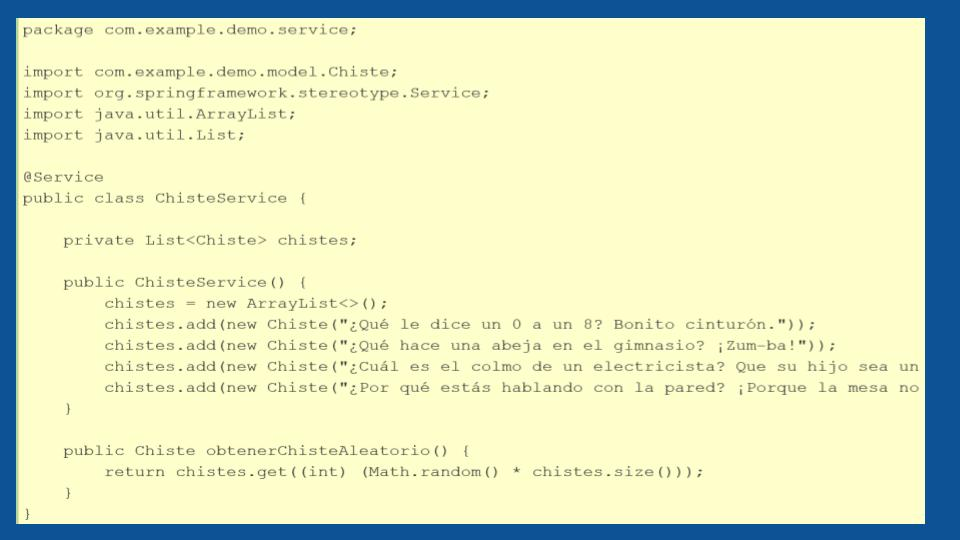 package com.example.demo.service;
import com.example.demo.model.Chiste;
import org.springframework.stereotype.Service;
import java.util.ArrayList;
import java.util.List;
@Service
public class ChisteService {
private List<Chiste> chistes;
public ChisteService() {
chistes = new ArrayList<>();
chistes.add(new Chiste("¿Qué le dice un 0 a un 8? Bonito cinturón."));
chistes.add(new Chiste("¿Qué hace una abeja en el gimnasio? ¡Zum-ba!"));
chistes.add(new Chiste("¿Cuál es el colmo de un electricista? Que su hijo sea un
chistes.add(new Chiste("¿Por qué estás hablando con la pared? ¡Porque la mesa no
}
public Chiste obtenerChisteAleatorio() {
return chistes.get((int) (Math.random() * chistes.size()));
}
}